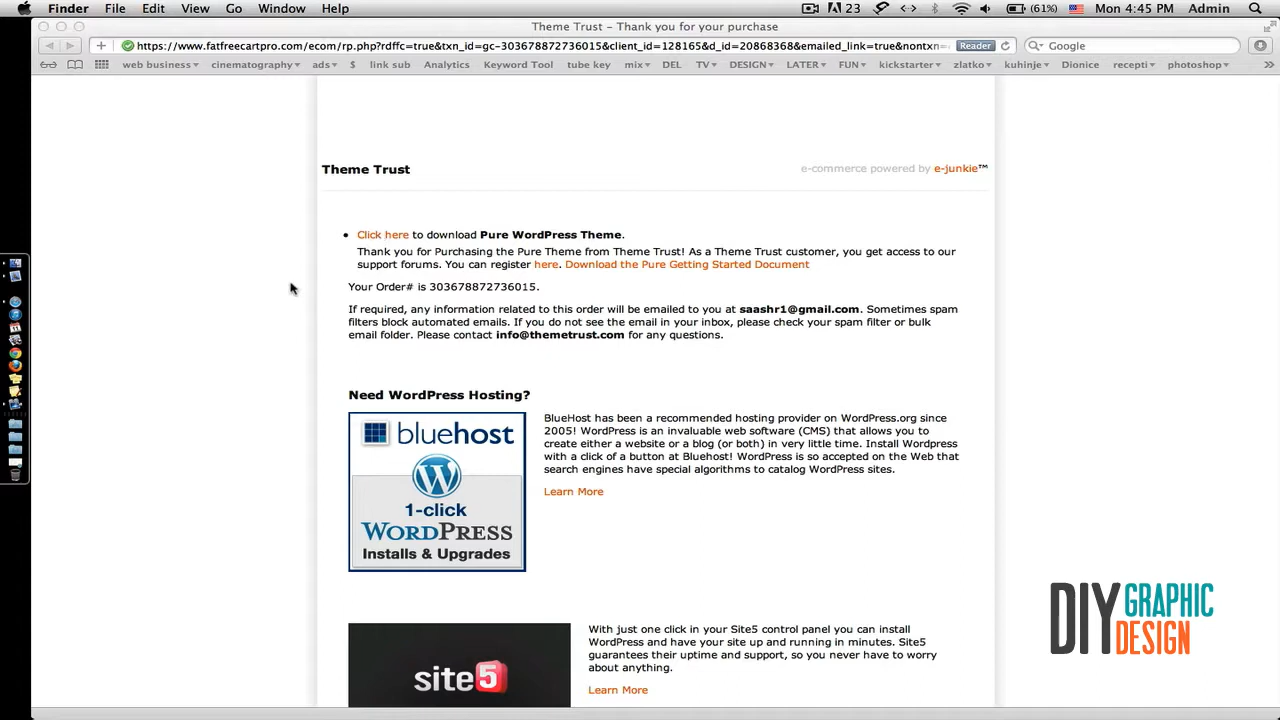 Finder File Edit View Go Window Help 23 (61%) Mon 4:45 PM Admin
Theme Trust – Thank you for your purchase
https://www.fatfreecartpro.com/ecom/rp.php?rdffc=true&txn_id=gc-303678872736015&client_id=128165&d_id=20868368&emailed_link=true&nontxn= Reader Google
web business cinematography ads $ link sub Analytics Keyword Tool tube key mix DEL TV DESIGN LATER FUN kickstarter zlatko kuhinje Dionice recepti photoshop
Theme Trust e-commerce powered by e-junkie™
• Click here to download Pure WordPress Theme.
Thank you for Purchasing the Pure Theme from Theme Trust! As a Theme Trust customer, you get access to our
support forums. You can register here. Download the Pure Getting Started Document
Your Order# is 303678872736015.
If required, any information related to this order will be emailed to you at saashr1@gmail.com. Sometimes spam
filters block automated emails. If you do not see the email in your inbox, please check your spam filter or bulk
email folder. Please contact info@themetrust.com for any questions.
Need WordPress Hosting?
bluehost
1-click
WORDPRESS
Installs & Upgrades
BlueHost has been a recommended hosting provider on WordPress.org since
2005! WordPress is an invaluable web software (CMS) that allows you to
create either a website or a blog (or both) in very little time. Install Wordpress
with a click of a button at Bluehost! WordPress is so accepted on the Web that
search engines have special algorithms to catalog WordPress sites.
Learn More
site5
With just one click in your Site5 control panel you can install
WordPress and have your site up and running in minutes. Site5
guarantees their uptime and support, so you never have to worry
about anything.
Learn More
DIY GRAPHIC
DESIGN